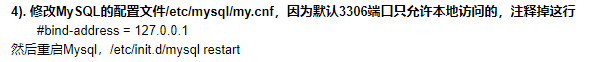 4). 修改MySQL的配置文件/etc/mysql/my.cnf，因为默认3306端口只允许本地访问的，注释掉这行
#bind-address = 127.0.0.1
然后重启Mysql，/etc/init.d/mysql restart